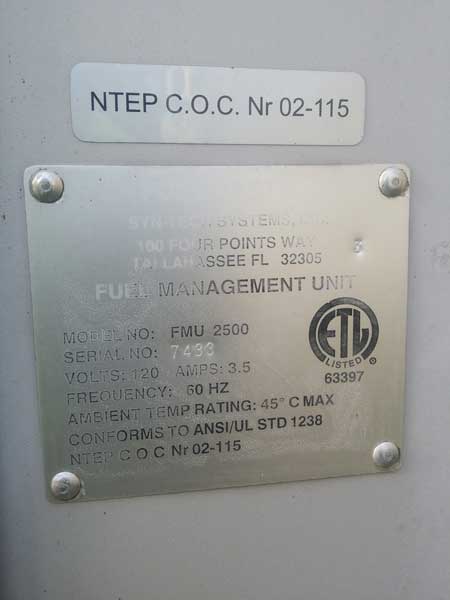 NTEP C.O.C. Nr 02-115
SYN-TECH SYSTEMS, INC.
100 FOUR POINTS WAY
TALLAHASSEE FL 32305
FUEL MANAGEMENT UNIT
MODEL NO: FMU 2500
SERIAL NO:
VOLTS: 120 AMPS: 3.5
FREQUENCY: 60 HZ
AMBIENT TEMP RATING: 45° C MAX
CONFORMS TO ANSI/UL STD 1238
NTEP C O C Nr 02-115
ETL
LISTED
63397